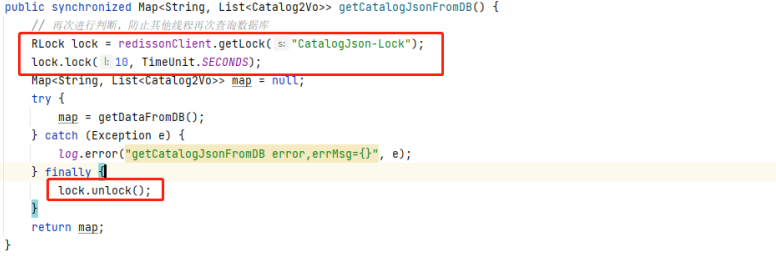 public synchronized Map<String, List<Catalog2Vo>> getCatalogJsonFromDB() {
// 再次进行判断，防止其他线程再次查询数据库
RLock lock = redissonClient.getLock( s: "CatalogJson-Lock");
lock.lock( l: 10, TimeUnit.SECONDS);
Map<String, List<Catalog2Vo>> map = null;
try {
map = getDataFromDB();
} catch (Exception e) {
log.error("getCatalogJsonFromDB error,errMsg={}", e);
} finally {
lock.unlock();
}
return map;
}